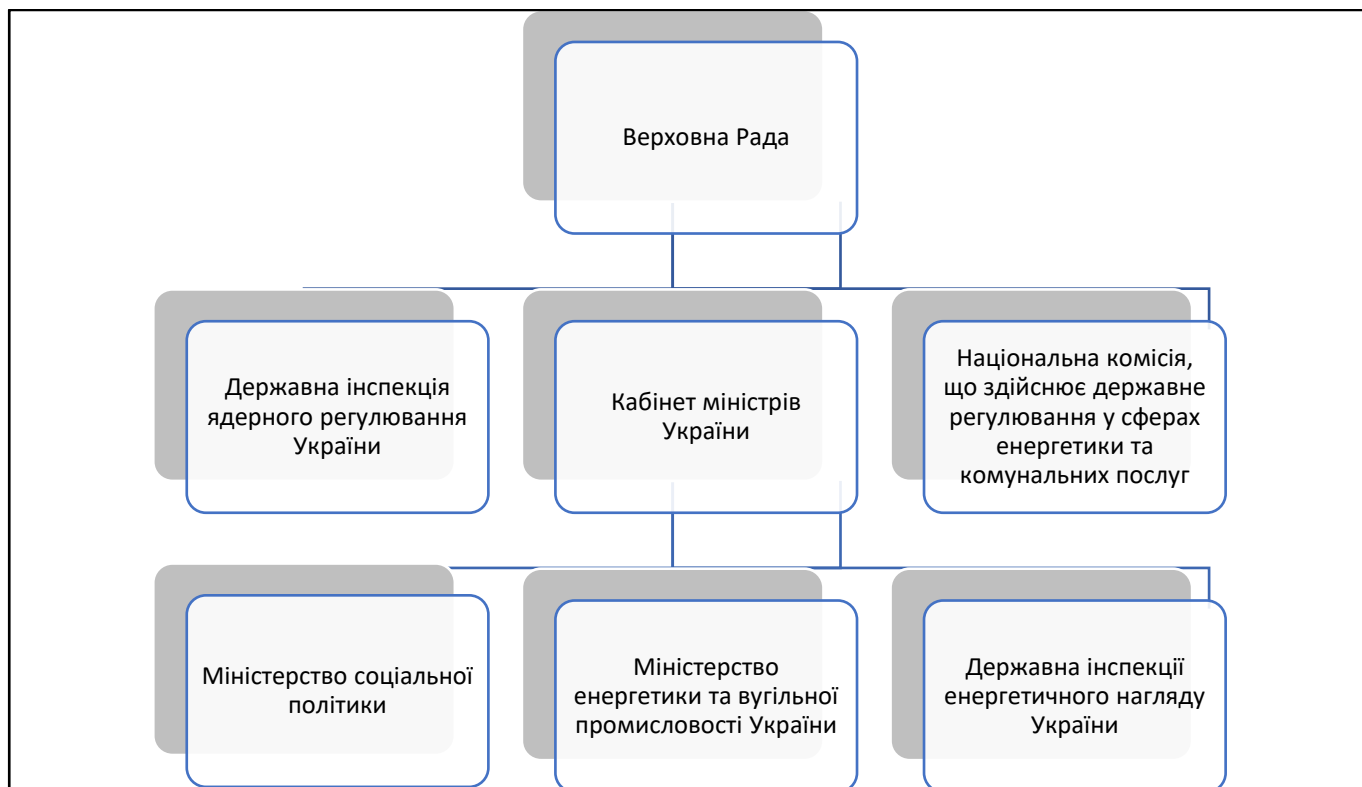 Верховна Рада
Державна інспекція
ядерного регулювання
України
Кабінет міністрів
України
Національна комісія,
що здійснює державне
регулювання у сферах
енергетики та
комунальних послуг
Міністерство соціальної
політики
Міністерство
енергетики та вугільної
промисловості України
Державна інспекції
енергетичного нагляду
України